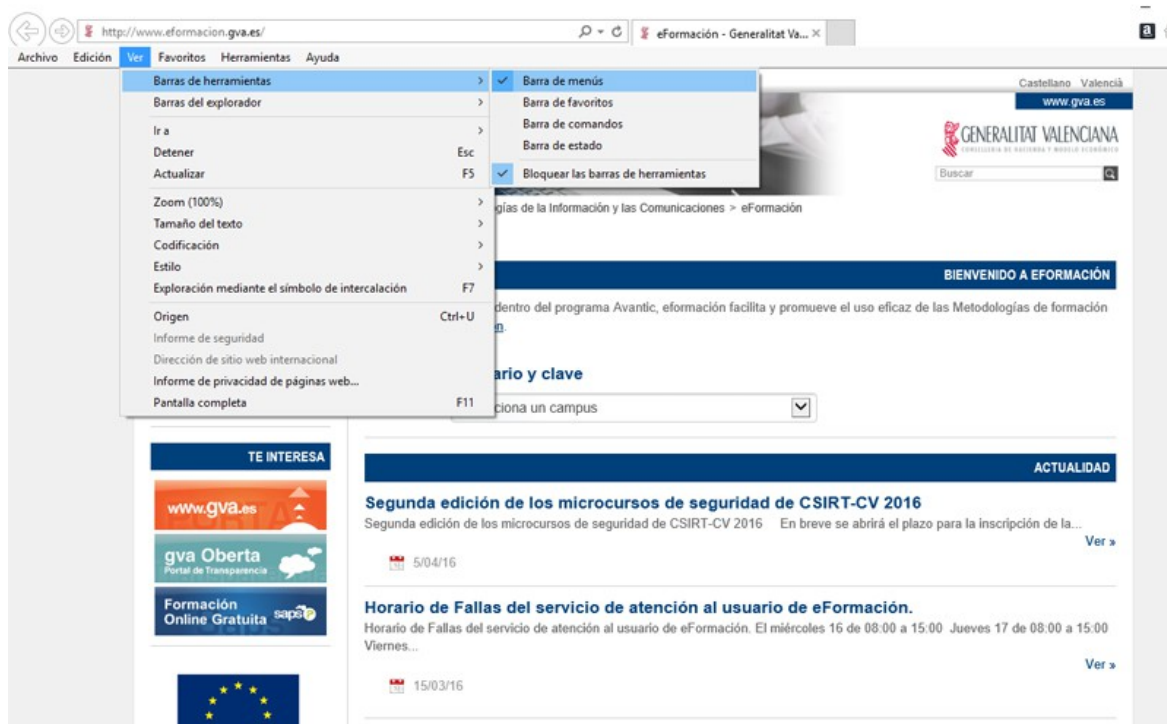 http://www.eformacion.gva.es/
eFormación - Generalitat Va...
Archivo Edición Ver Favoritos Herramientas Ayuda
Barras de herramientas
Barras del explorador
Ir a
Detener Esc
Actualizar F5
Zoom (100%)
Tamaño del texto
Codificación
Estilo
Exploración mediante el símbolo de intercalación F7
Origen Ctrl+U
Informe de seguridad
Dirección de sitio web internacional
Informe de privacidad de páginas web...
Pantalla completa F11
Barra de menús
Barra de favoritos
Barra de comandos
Barra de estado
Bloquear las barras de herramientas
Castellano Valencià
www.gva.es
GENERALITAT VALENCIANA
CONSELLERIA DE HACIENDA Y MODELO ECONÓMICO
Buscar
gías de la Información y las Comunicaciones > eFormación
BIENVENIDO A EFORMACIÓN
dentro del programa Avantic, eformación facilita y promueve el uso eficaz de las Metodologías de formación
ón.
ario y clave
ciona un campus
TE INTERESA
www.gva.es
gva Oberta
Portal de Transparencia
Formación
Online Gratuita saps
ACTUALIDAD
Segunda edición de los microcursos de seguridad de CSIRT-CV 2016
Segunda edición de los microcursos de seguridad de CSIRT-CV 2016 En breve se abrirá el plazo para la inscripción de la...
Ver »
5/04/16
Horario de Fallas del servicio de atención al usuario de eFormación.
Horario de Fallas del servicio de atención al usuario de eFormación. El miércoles 16 de 08:00 a 15:00 Jueves 17 de 08:00 a 15:00
Viernes...
Ver »
15/03/16